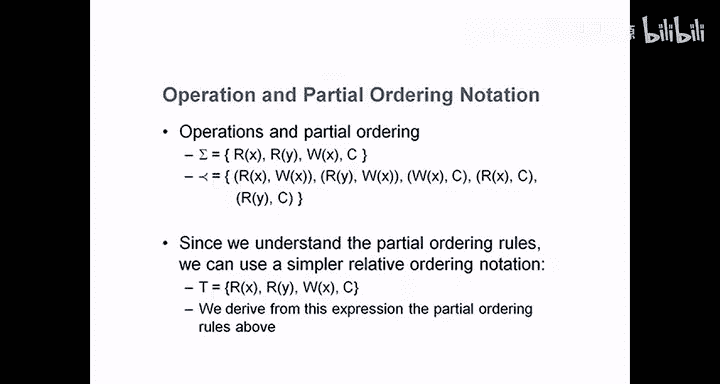 bilibili
Operation and Partial Ordering Notation
• Operations and partial ordering
– Σ = { R(x), R(y), W(x), C }
– ≺ = { (R(x), W(x)), (R(y), W(x)), (W(x), C), (R(x), C),
(R(y), C) }
• Since we understand the partial ordering rules,
we can use a simpler relative ordering notation:
– T = {R(x), R(y), W(x), C}
– We derive from this expression the partial ordering
rules above